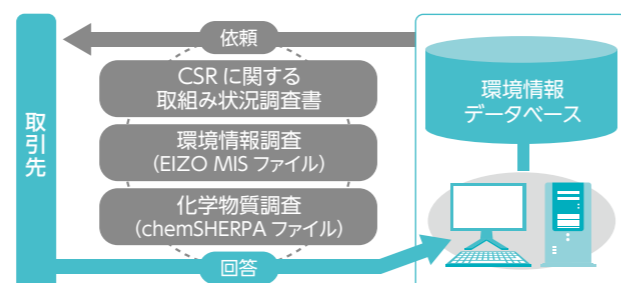 依頼
CSRに関する
取組み状況調査書
環境情報調査
（EIZO MIS ファイル）
化学物質調査
（chemSHERPA ファイル）
回答
取引先
環境情報
データベース